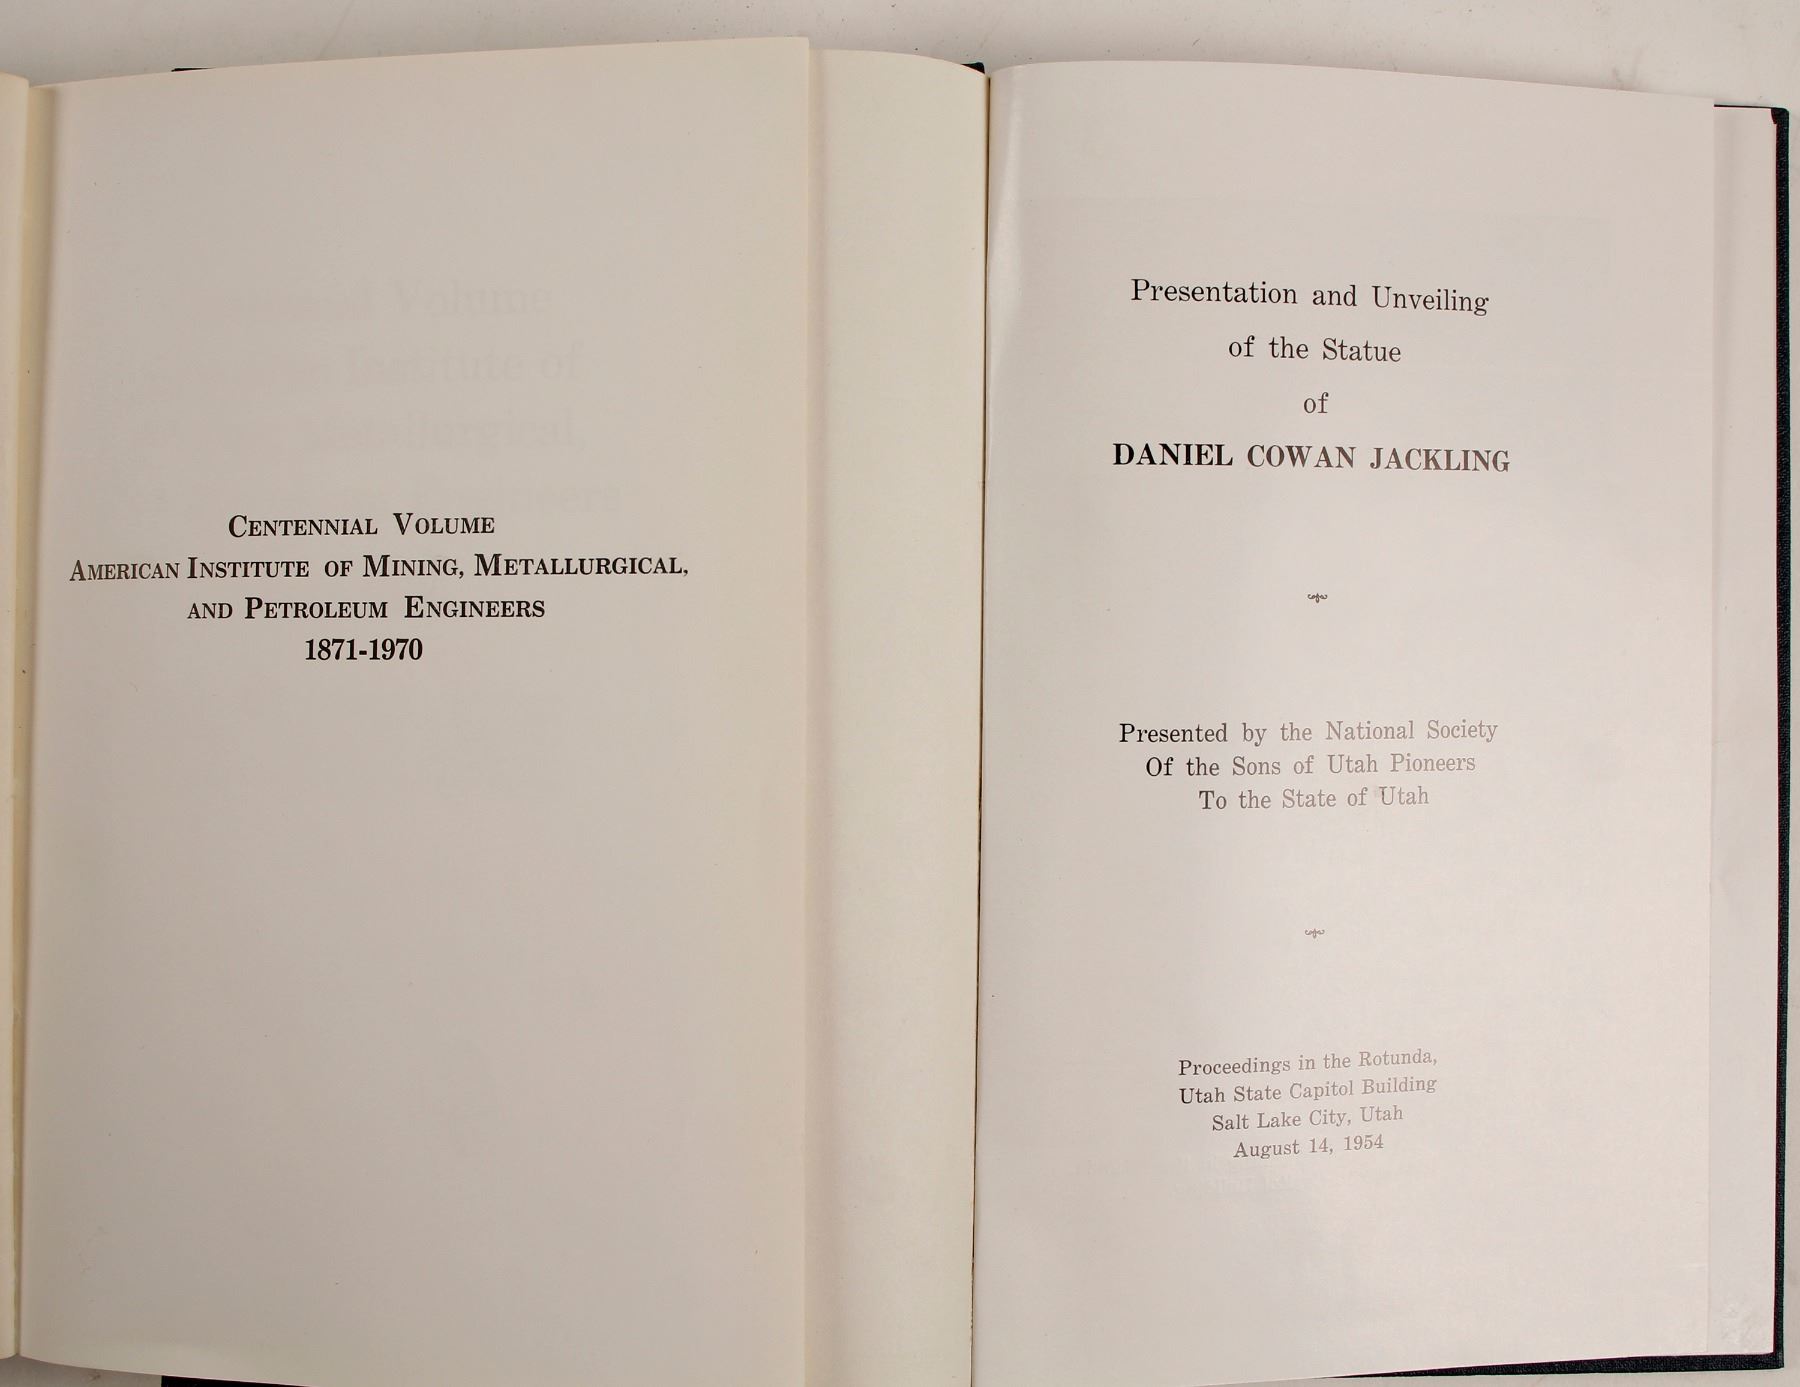 CENTENNIAL VOLUME
AMERICAN INSTITUTE OF MINING, METALLURGICAL,
AND PETROLEUM ENGINEERS
1871-1970
Presentation and Unveiling
of the Statue
of
DANIEL COWAN JACKLING
Presented by the National Society
Of the Sons of Utah Pioneers
To the State of Utah
Proceedings in the Rotunda,
Utah State Capitol Building
Salt Lake City, Utah
August 14, 1954